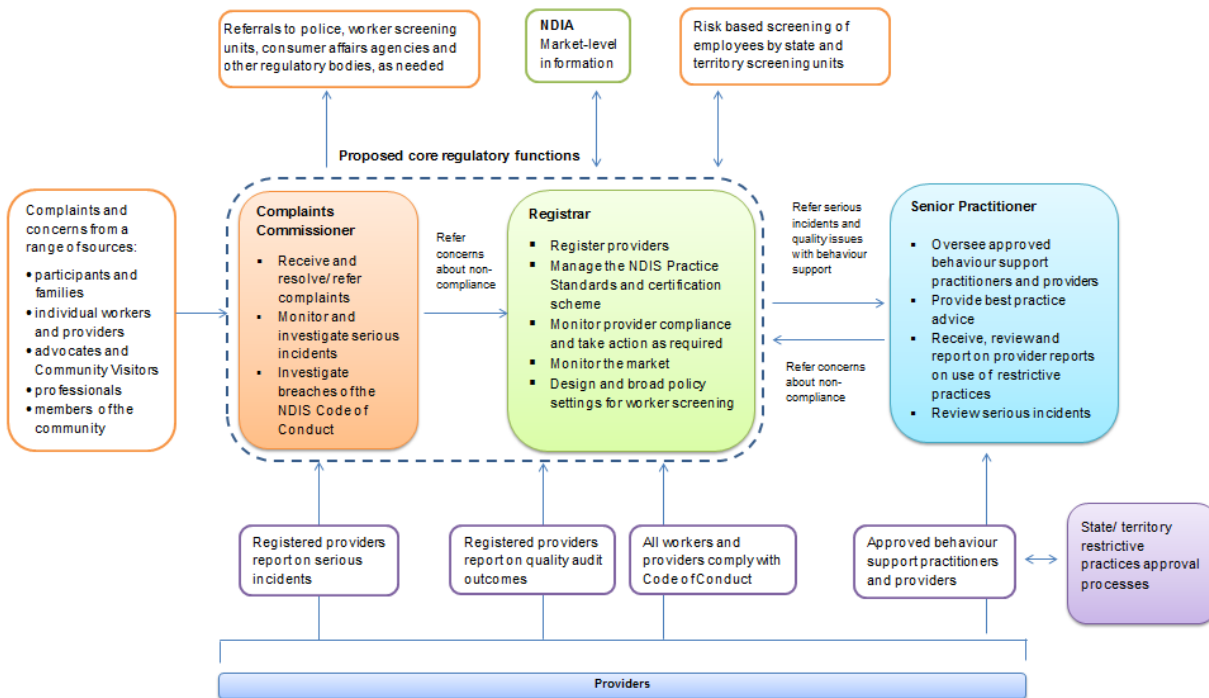 Referrals to police, worker screening
units, consumer affairs agencies and
other regulatory bodies, as needed
NDIA
Market-level
information
Risk based screening of
employees by state and
territory screening units
Proposed core regulatory functions
Complaints and
concerns from a
range of sources:
• participants and
families
• individual workers
and providers
• advocates and
Community Visitors
• professionals
• members of the
community
Complaints
Commissioner
▪ Receive and
resolve/ refer
complaints
▪ Monitor and
investigate serious
incidents
▪ Investigate
breaches of the
NDIS Code of
Conduct
Refer
concerns
about non-
compliance
Registrar
▪ Register providers
▪ Manage the NDIS Practice
Standards and certification
scheme
▪ Monitor provider compliance
and take action as required
▪ Monitor the market
▪ Design and broad policy
settings for worker screening
Refer serious
incidents and
quality issues
with behaviour
support
Refer concerns
about non-
compliance
Senior Practitioner
• Oversee approved
behaviour support
practitioners and providers
• Provide best practice
advice
• Receive, review and
report on provider reports
on use of restrictive
practices
• Review serious incidents
Registered providers
report on serious
incidents
Registered providers
report on quality audit
outcomes
All workers and
providers comply with
Code of Conduct
Approved behaviour
support practitioners
and providers
State/ territory
restrictive
practices approval
processes
Providers